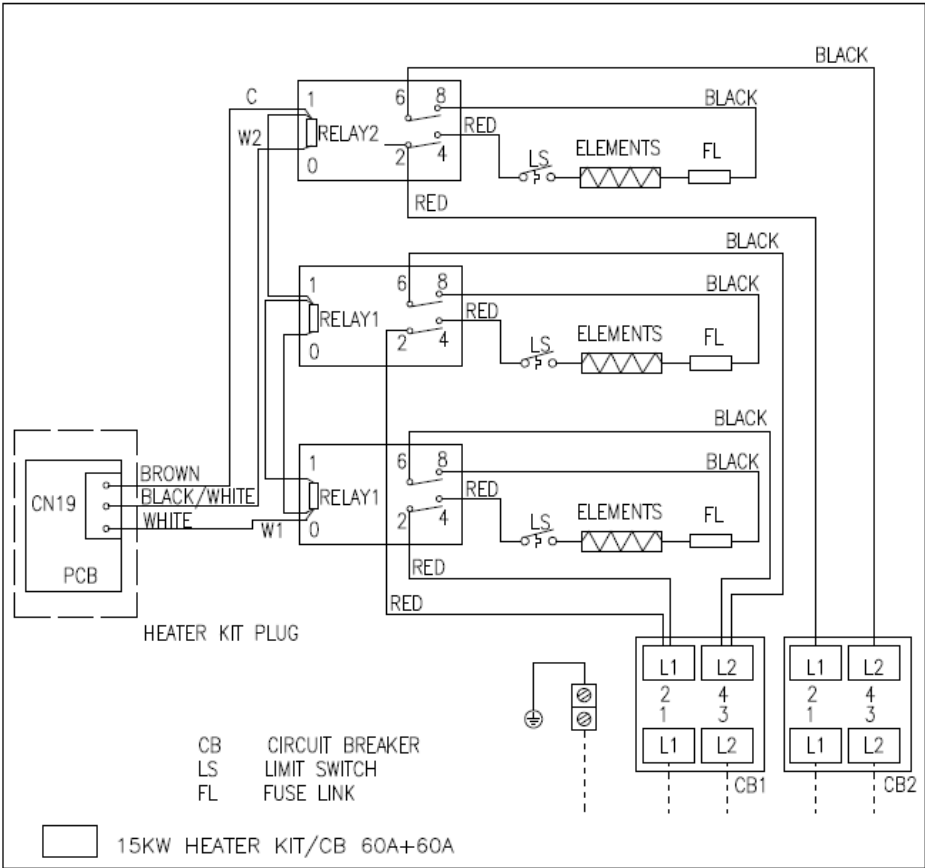 BLACK
C
1
6
8
BLACK
W2
RELAY2
RED
ELEMENTS
FL
LS
0
2
4
RED
BLACK
1
6
8
BLACK
RELAY1
RED
ELEMENTS
FL
LS
0
2
4
BLACK
1
6
8
BLACK
RELAY1
RED
ELEMENTS
FL
LS
0
2
4
BROWN
CN19
BLACK/WHITE
WHITE
W1
PCB
RED
RED
HEATER KIT PLUG
L1 L2 L1 L2
2 4 2 4
1 3 1 3
L1 L2 L1 L2
CB1 CB2
CB CIRCUIT BREAKER
LS LIMIT SWITCH
FL FUSE LINK
15KW HEATER KIT/CB 60A+60A